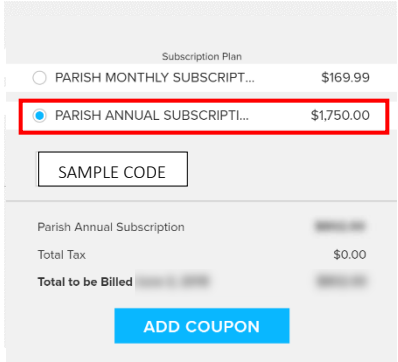 Subscription Plan
PARISH MONTHLY SUBSCRIPT... $169.99
PARISH ANNUAL SUBSCRIPTI... $1,750.00
SAMPLE CODE
Parish Annual Subscription
Total Tax $0.00
Total to be Billed
ADD COUPON